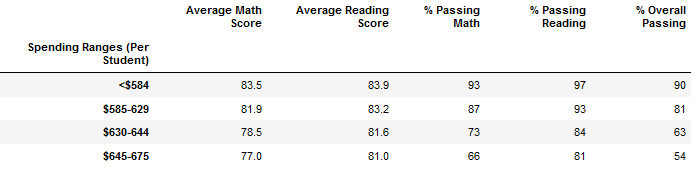 Average Math Score Average Reading Score % Passing Math % Passing Reading % Overall Passing
Spending Ranges (Per Student)
<$584 83.5 83.9 93 97 90
$585-629 81.9 83.2 87 93 81
$630-644 78.5 81.6 73 84 63
$645-675 77.0 81.0 66 81 54